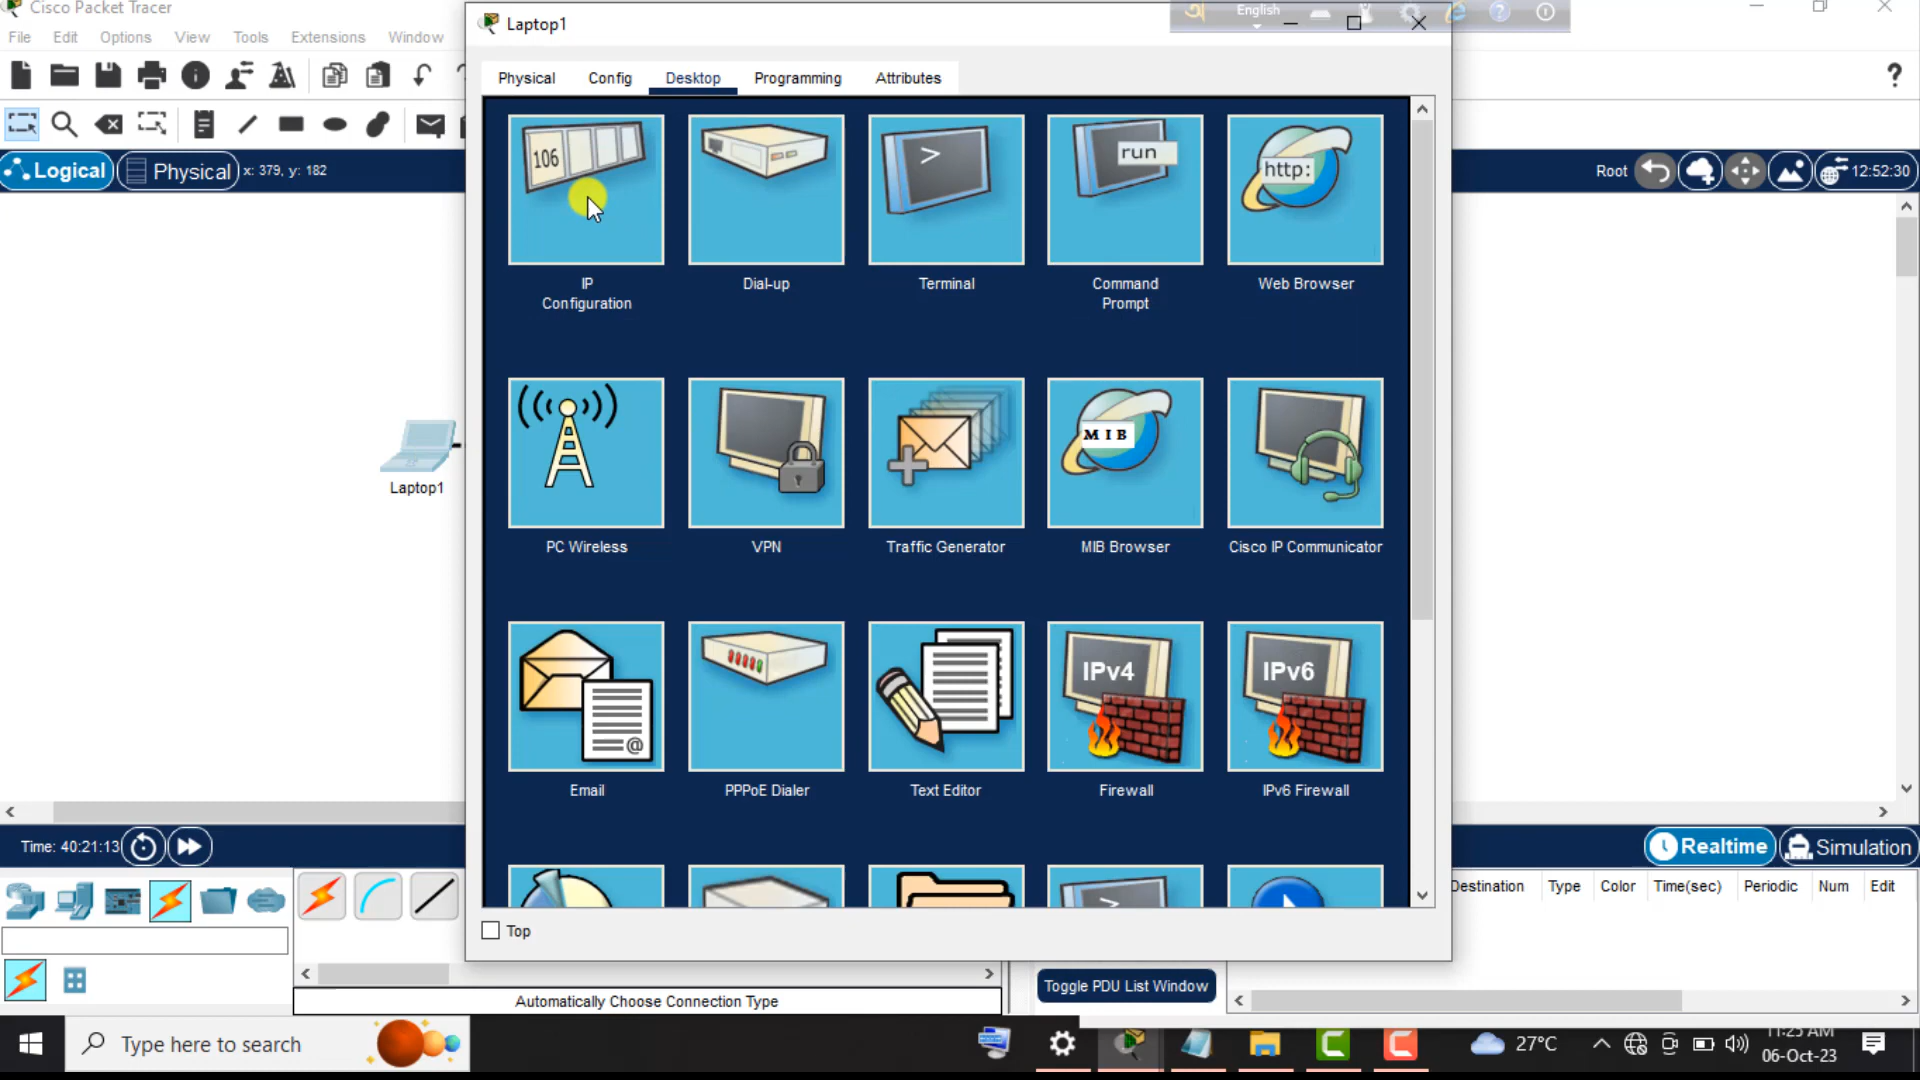 Cisco Packet Tracer
File Edit Options View Tools Extensions Window
Logical Physical x: 379, y: 182
Root 12:52:30
Laptop1
English
Physical Config Desktop Programming Attributes
106
>
run
http:
IP Configuration
Dial-up
Terminal
Command Prompt
Web Browser
MIB
PC Wireless
VPN
Traffic Generator
MIB Browser
Cisco IP Communicator
@
IPv4
IPv6
Email
PPPoE Dialer
Text Editor
Firewall
IPv6 Firewall
>
Top
Laptop1
Time: 40:21:13
Realtime Simulation
Destination Type Color Time(sec) Periodic Num Edit
Toggle PDU List Window
Automatically Choose Connection Type
Type here to search
27°C
11:25 AM
06-Oct-23